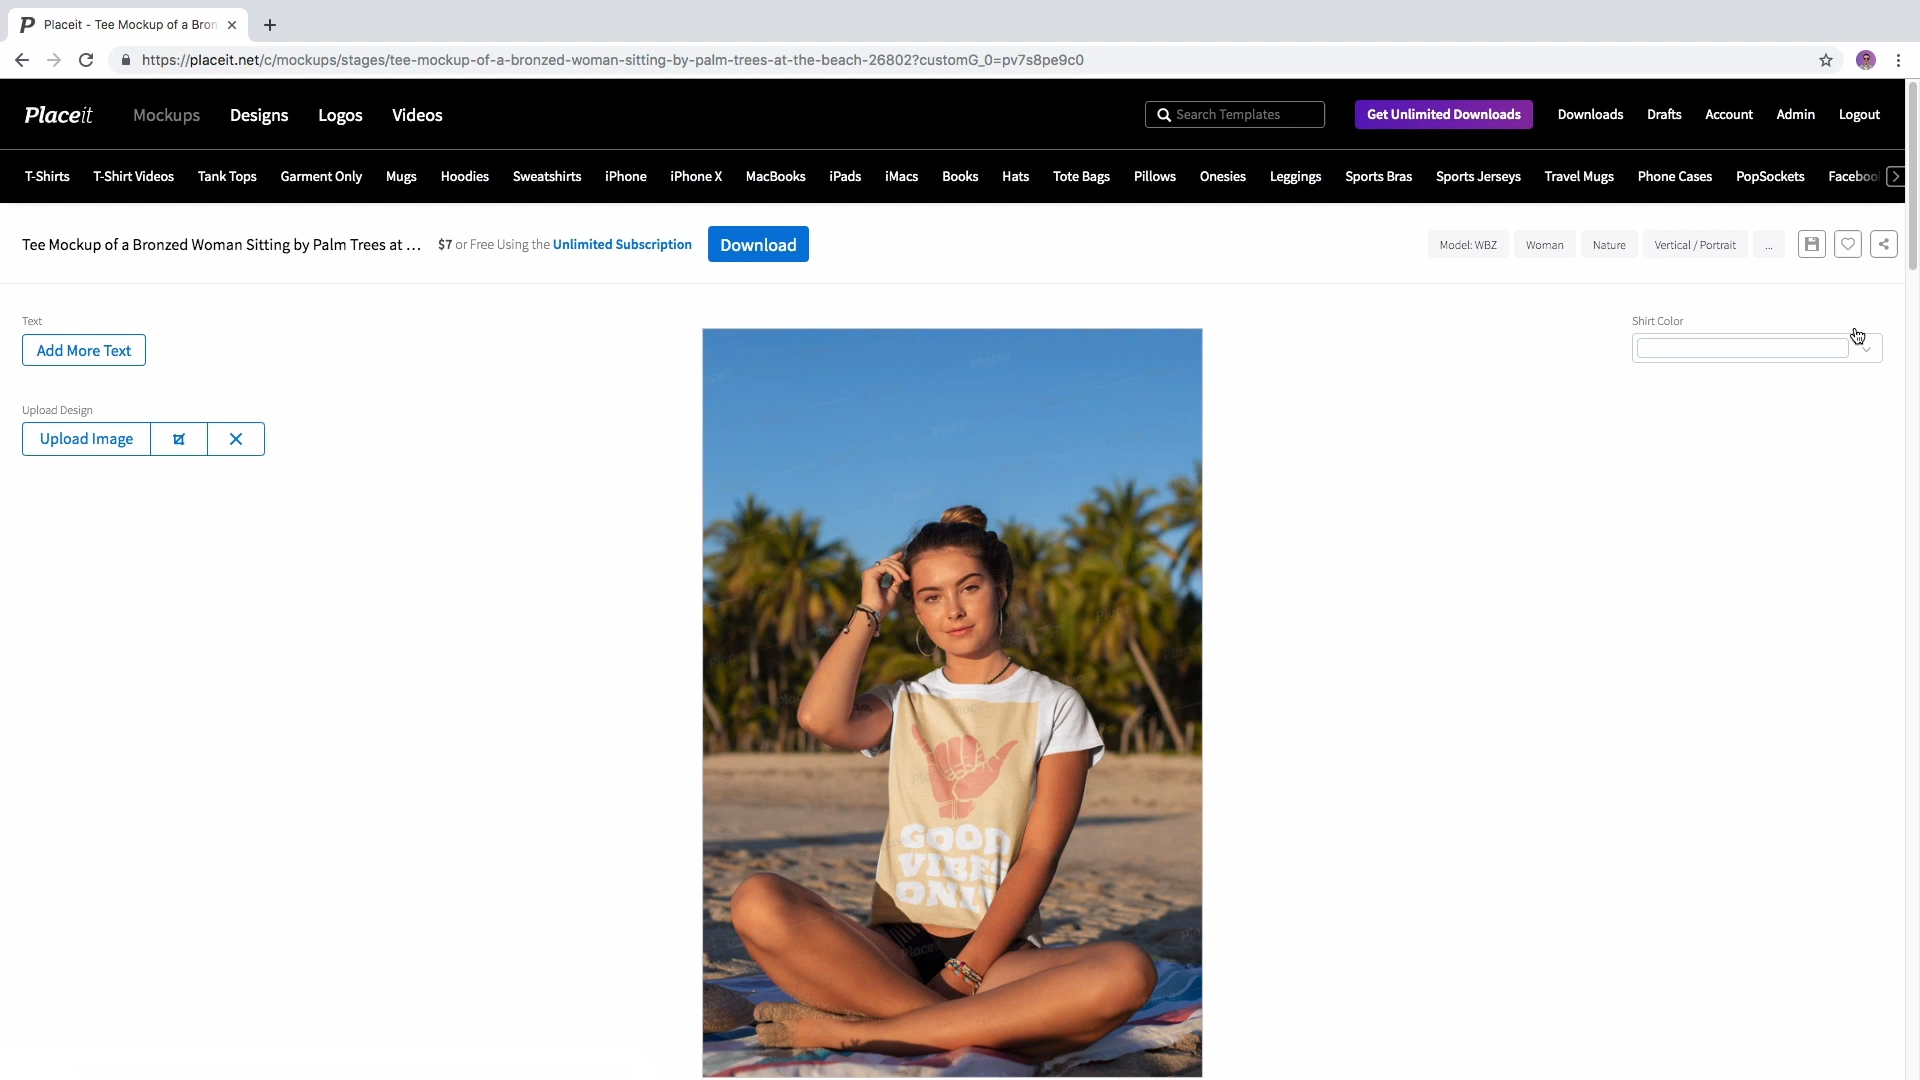 Placeit - Tee Mockup of a Bron
https://placeit.net/c/mockups/stages/tee-mockup-of-a-bronzed-woman-sitting-by-palm-trees-at-the-beach-26802?customG_0=pv7s8pe9c0
Placeit Mockups Designs Logos Videos Search Templates Get Unlimited Downloads Downloads Drafts Account Admin Logout
T-Shirts T-Shirt Videos Tank Tops Garment Only Mugs Hoodies Sweatshirts iPhone iPhone X MacBooks iPads iMacs Books Hats Tote Bags Pillows Onesies Leggings Sports Bras Sports Jerseys Travel Mugs Phone Cases PopSockets Faceboo
Tee Mockup of a Bronzed Woman Sitting by Palm Trees at ... $7 or Free Using the Unlimited Subscription Download Model: WBZ Woman Nature Vertical / Portrait ...
Text
Add More Text
Shirt Color
Upload Design
Upload Image
GOOD
VIBES
ONLY
Placeit